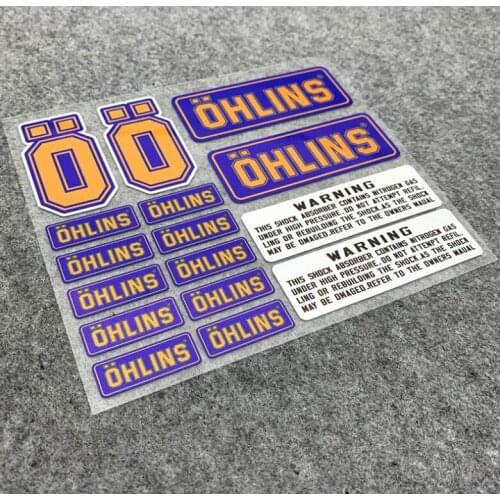 Ö Ö ÖHLINS
ÖHLINS
ÖHLINS ÖHLINS
ÖHLINS ÖHLINS
ÖHLINS ÖHLINS
ÖHLINS ÖHLINS
ÖHLINS ÖHLINS
WARNING
THIS SHOCK ABSORBER CONTAINS NITROGEN GAS
UNDER HIGH PRESSURE.DO NOT ATTEMPT REFIL.
LING OR REBUILDING THE SHOCK.AS THE SHOCK
MAY BE OMAGED.REFER TO THE OWNERS MAUAL
WARNING
THIS SHOCK ABSORBER CONTAINS NITROGEN GAS
UNDER HIGH PRESSURE.DO NOT ATTEMPT REFIL.
LING OR REBUILDING THE SHOCK.AS THE SHOCK
MAY BE OMAGED.REFER TO THE OWNERS MAUAL